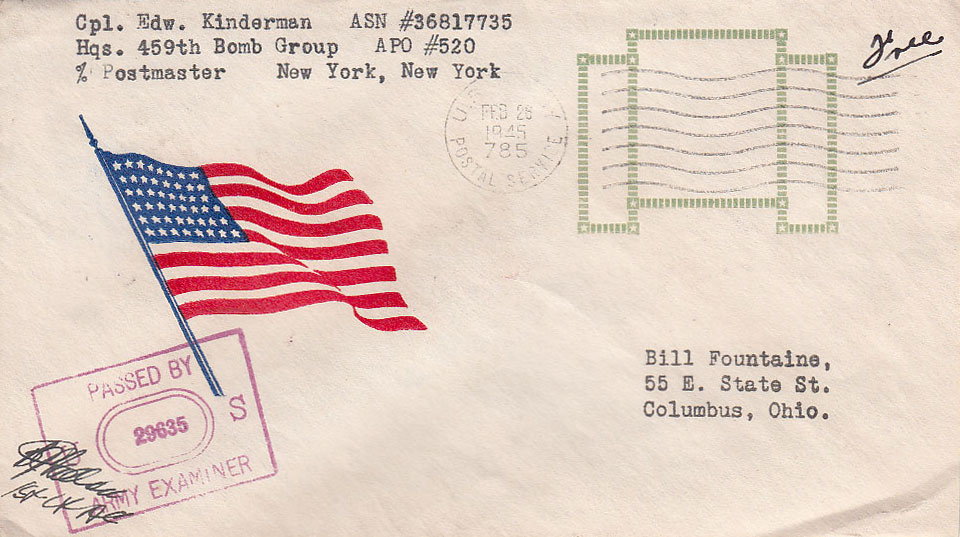 Cpl. Edw. Kinderman ASN #36817735
Hqs. 459th Bomb Group APO #520
% Postmaster New York, New York
Free
FEB 28
1945
785
POSTAL SERVICE
Bill Fountaine,
55 E. State St.
Columbus, Ohio.
PASSED BY
S
29635
ARMY EXAMINER